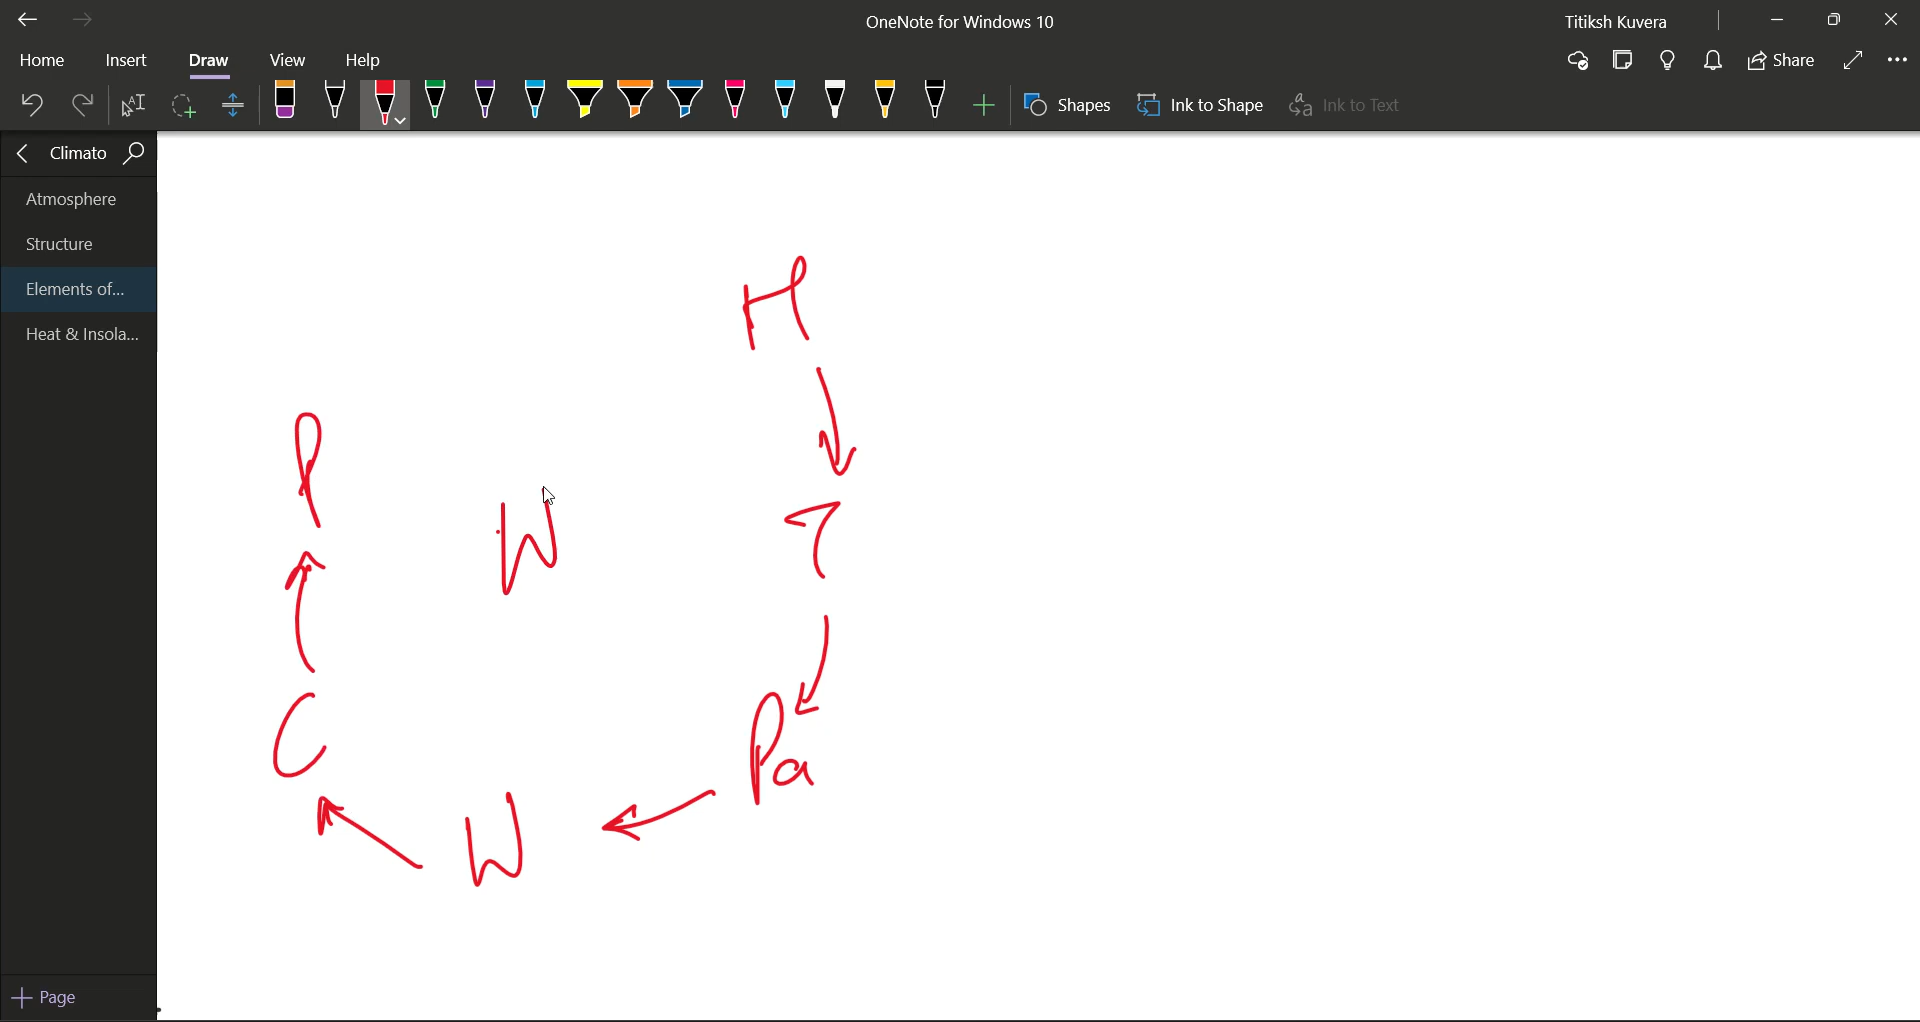 OneNote for Windows 10
Titiksh Kuvera
Home Insert Draw View Help
Share
Shapes
Ink to Shape
Ink to Text
Climato
Atmosphere
Structure
Elements of...
Heat & Insola...
H
P
W
T
C
Pa
W
Page